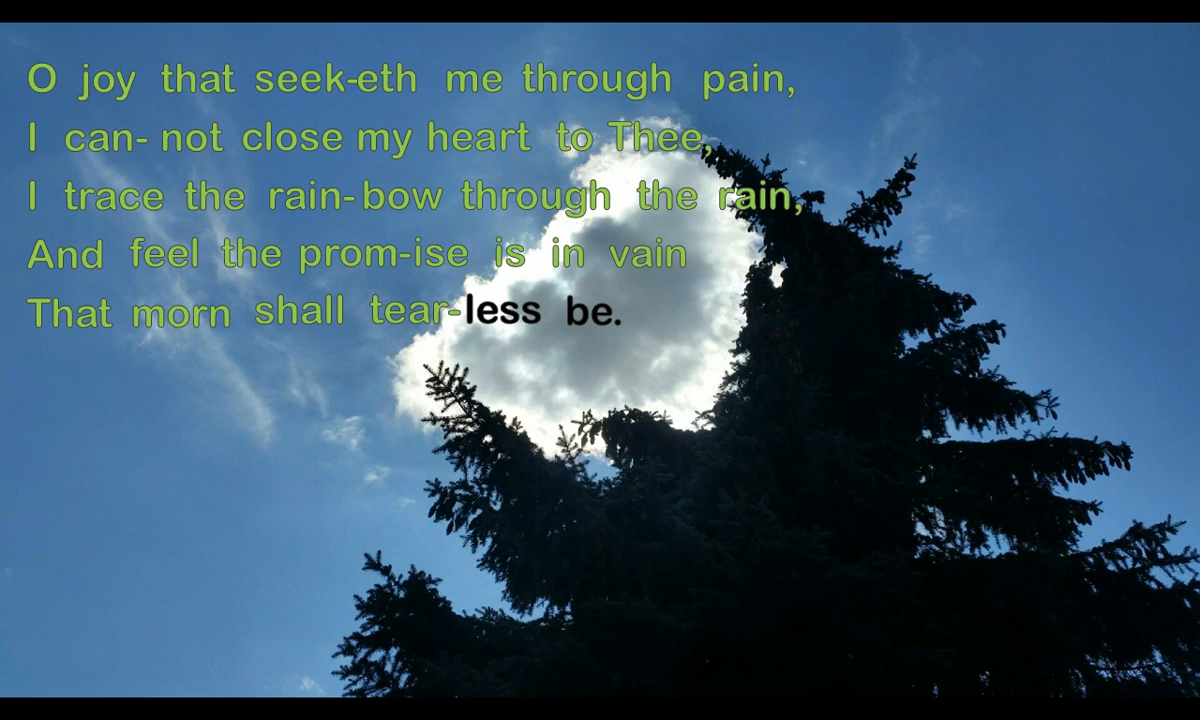 O joy that seek-eth me through pain,
I can- not close my heart to Thee,
I trace the rain-bow through the rain,
And feel the prom-ise is in vain
That morn shall tear-less be.